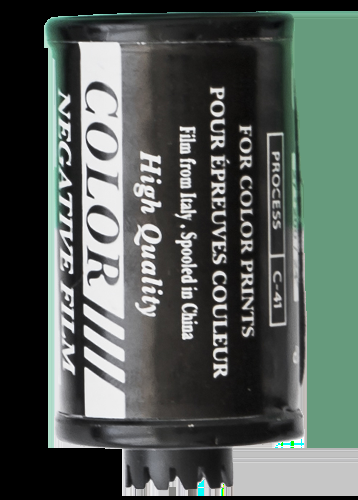 COLOR
NEGATIVE FILM
PROCESS C-41
FOR COLOR PRINTS
POUR ÉPREUVES COULEUR
Film from Italy , Spooled in China
High Quality